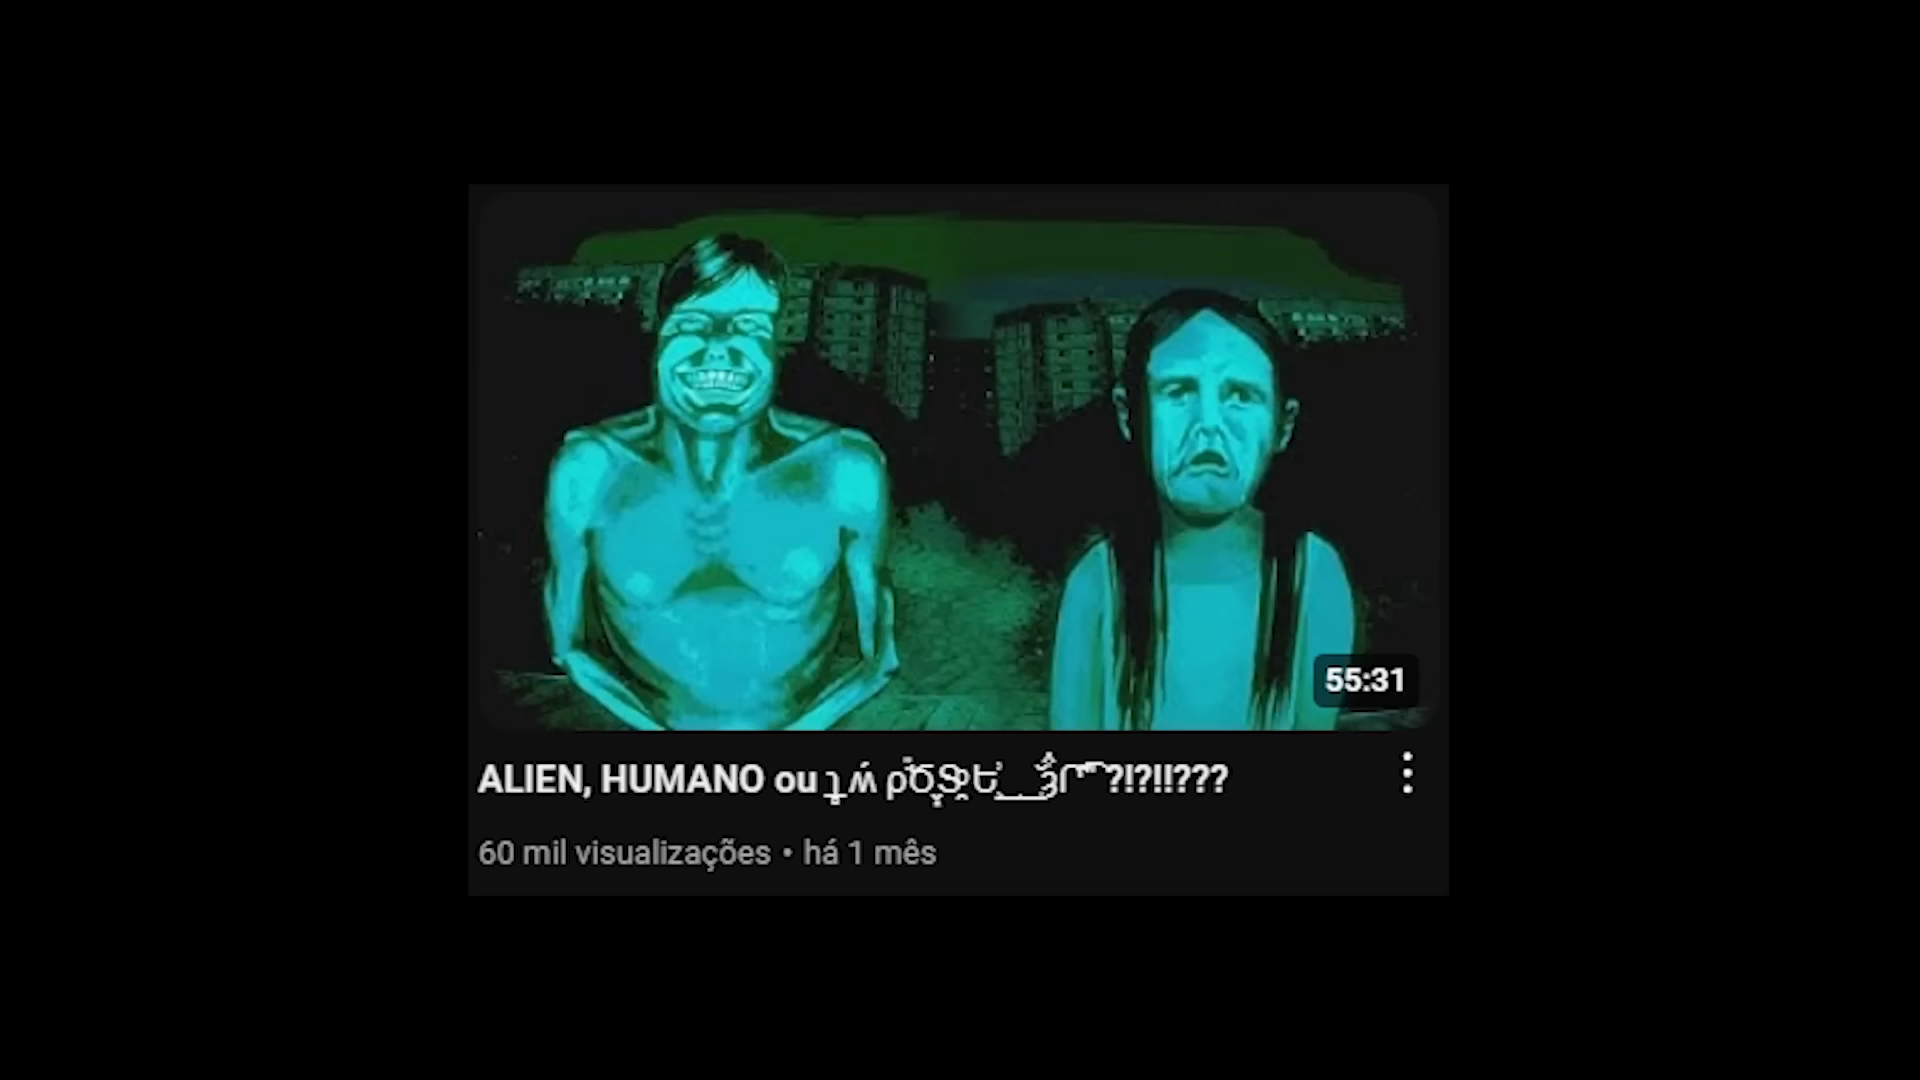 55:31
ALIEN, HUMANO ou ?!?!!???
60 mil visualizações • há 1 mês